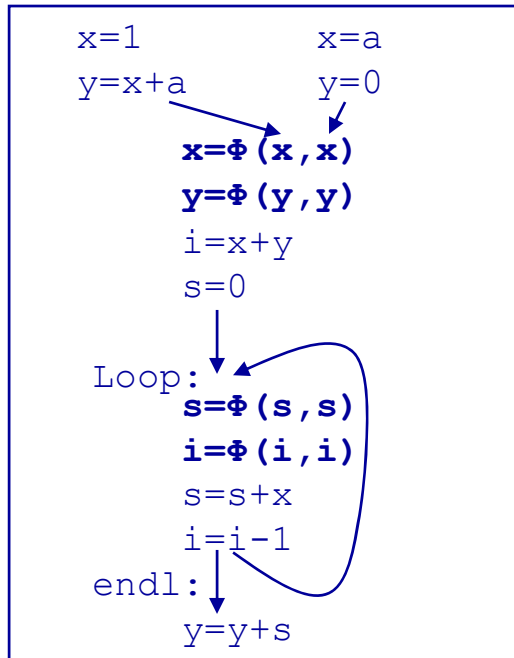 x=1 x=a
y=x+a y=0
x=Φ(x,x)
y=Φ(y,y)
i=x+y
s=0
Loop:
s=Φ(s,s)
i=Φ(i,i)
s=s+x
i=i-1
endl:
y=y+s